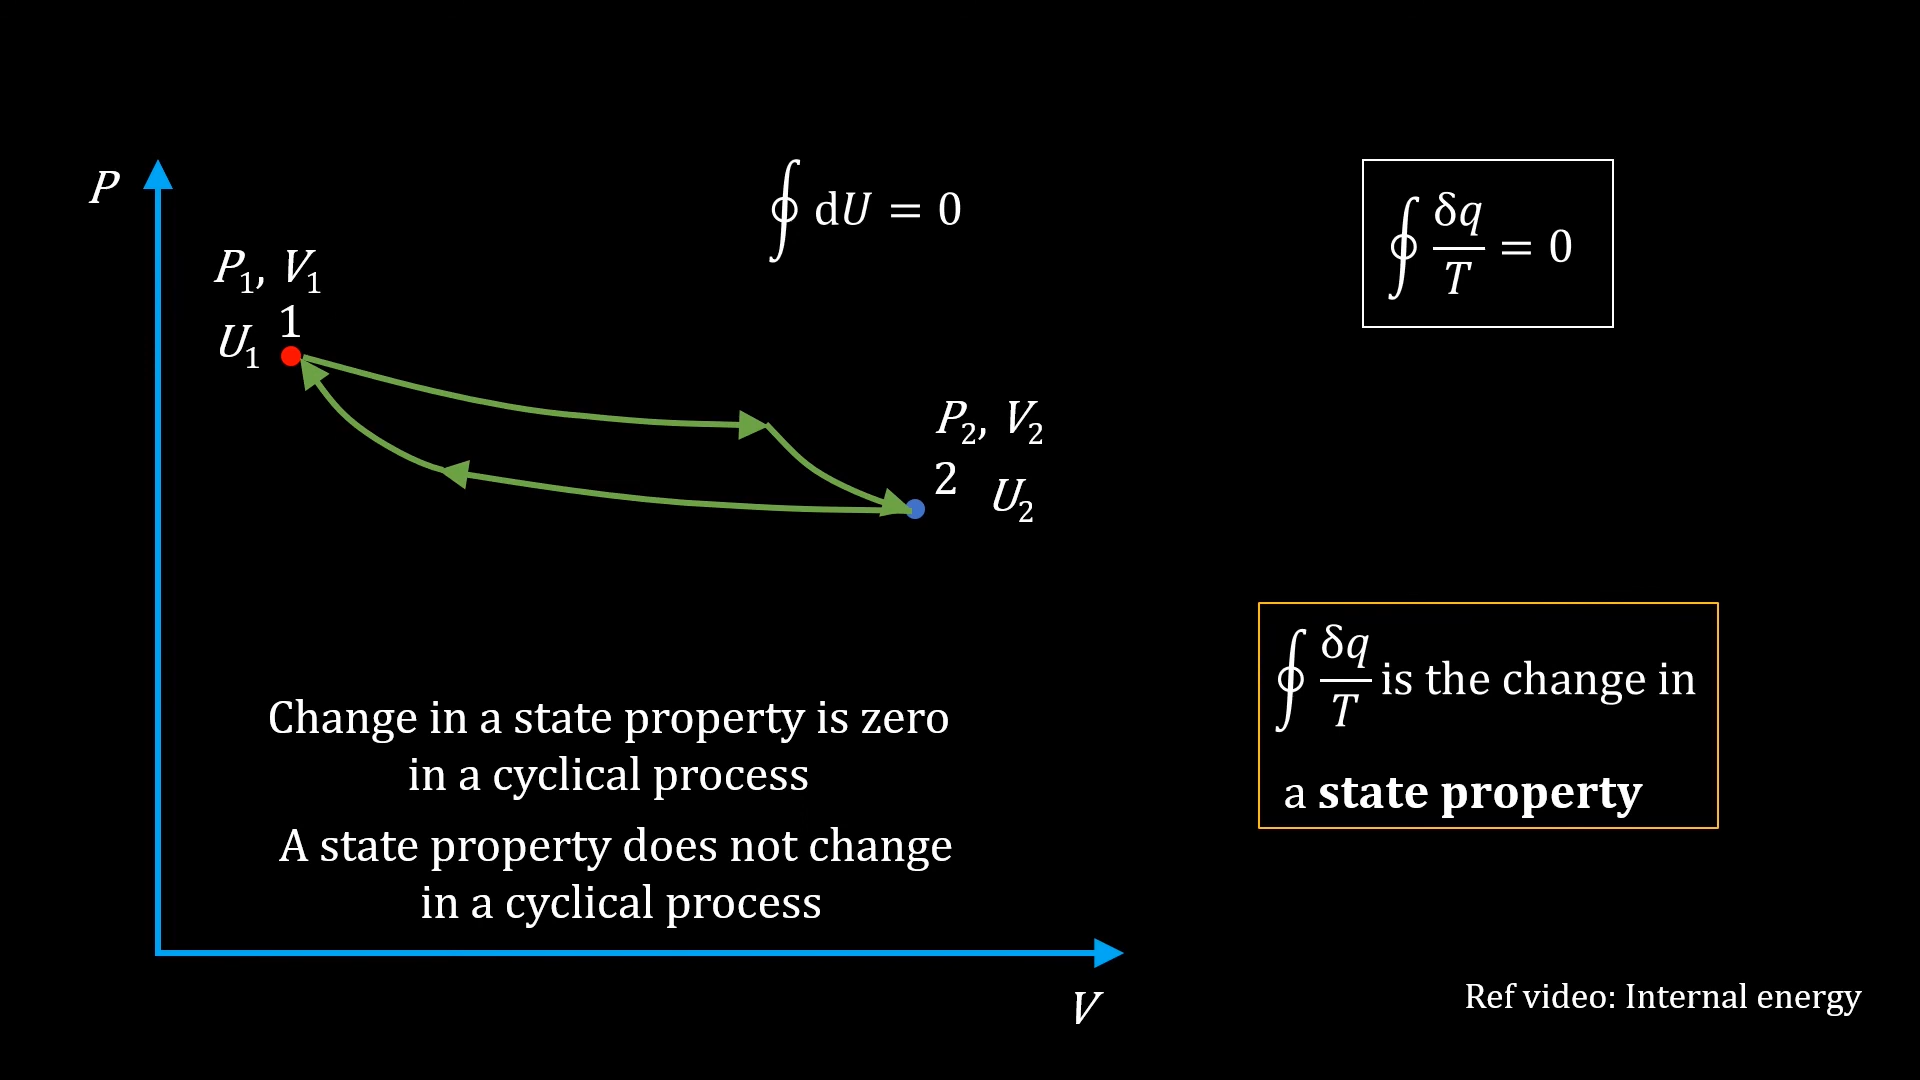 P
∮ dU = 0
∮ δq/T = 0
P₁, V₁
1
U₁
P₂, V₂
2
U₂
∮ δq/T is the change in
a state property
Change in a state property is zero
in a cyclical process
A state property does not change
in a cyclical process
V
Ref video: Internal energy